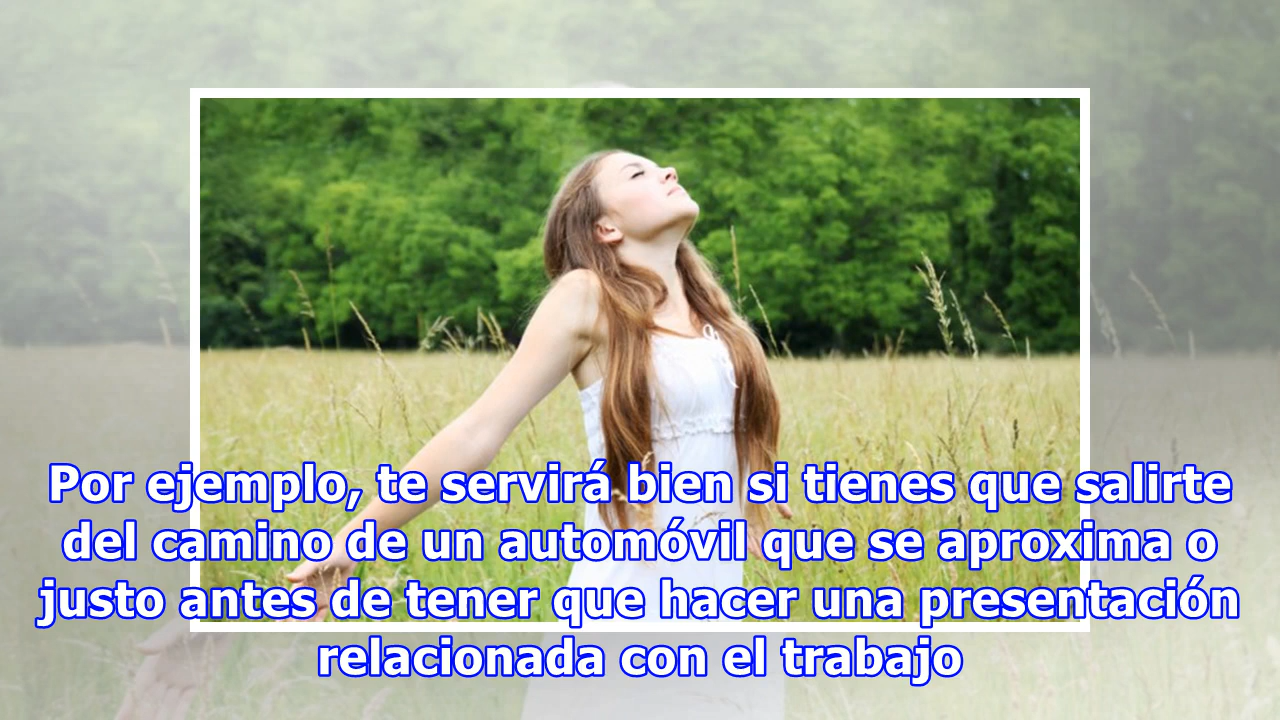 Por ejemplo, te servirá bien si tienes que salirte
del camino de un automóvil que se aproxima o
justo antes de tener que hacer una presentación
relacionada con el trabajo